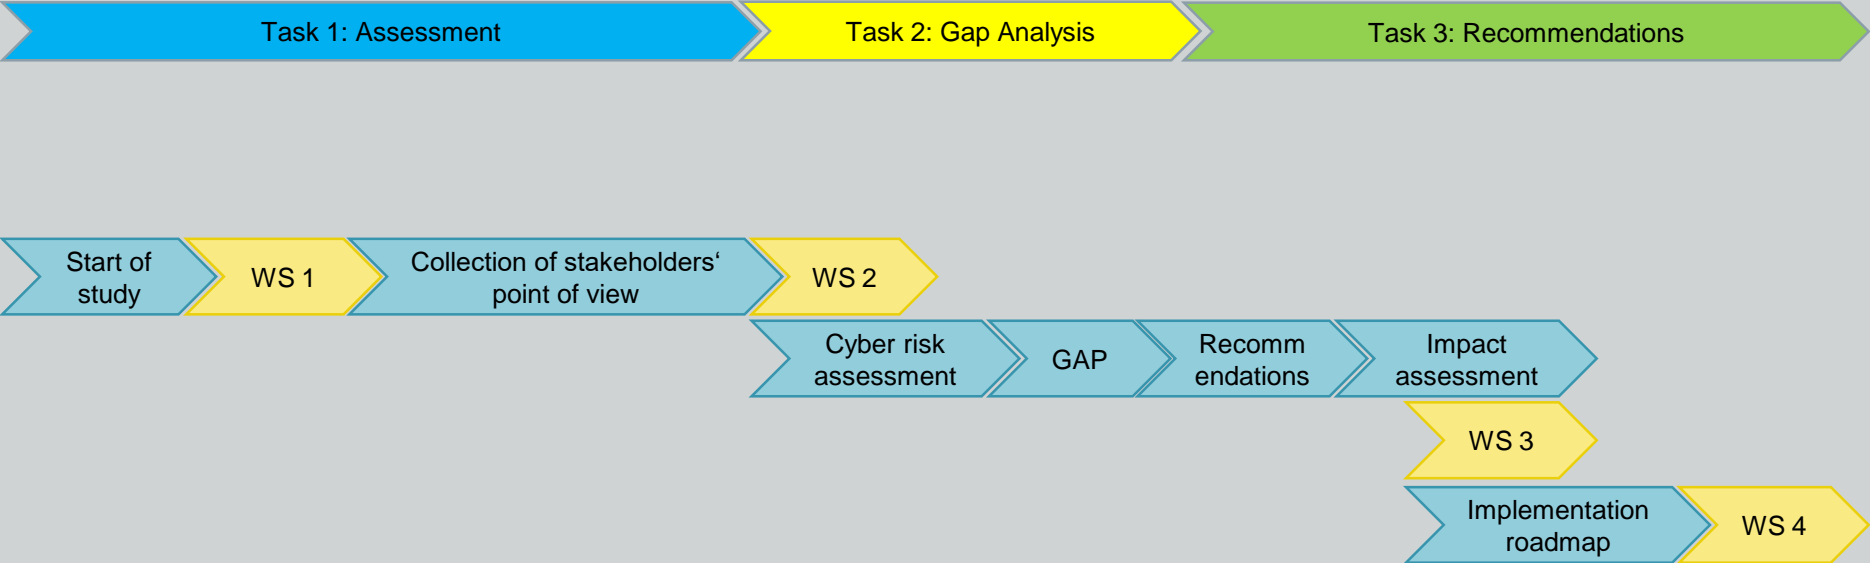 Task 1: Assessment
Task 2: Gap Analysis
Task 3: Recommendations
Start of
study
WS 1
Collection of stakeholders‘
point of view
WS 2
Cyber risk
assessment
GAP
Recomm
endations
Impact
assessment
WS 3
Implementation
roadmap
WS 4